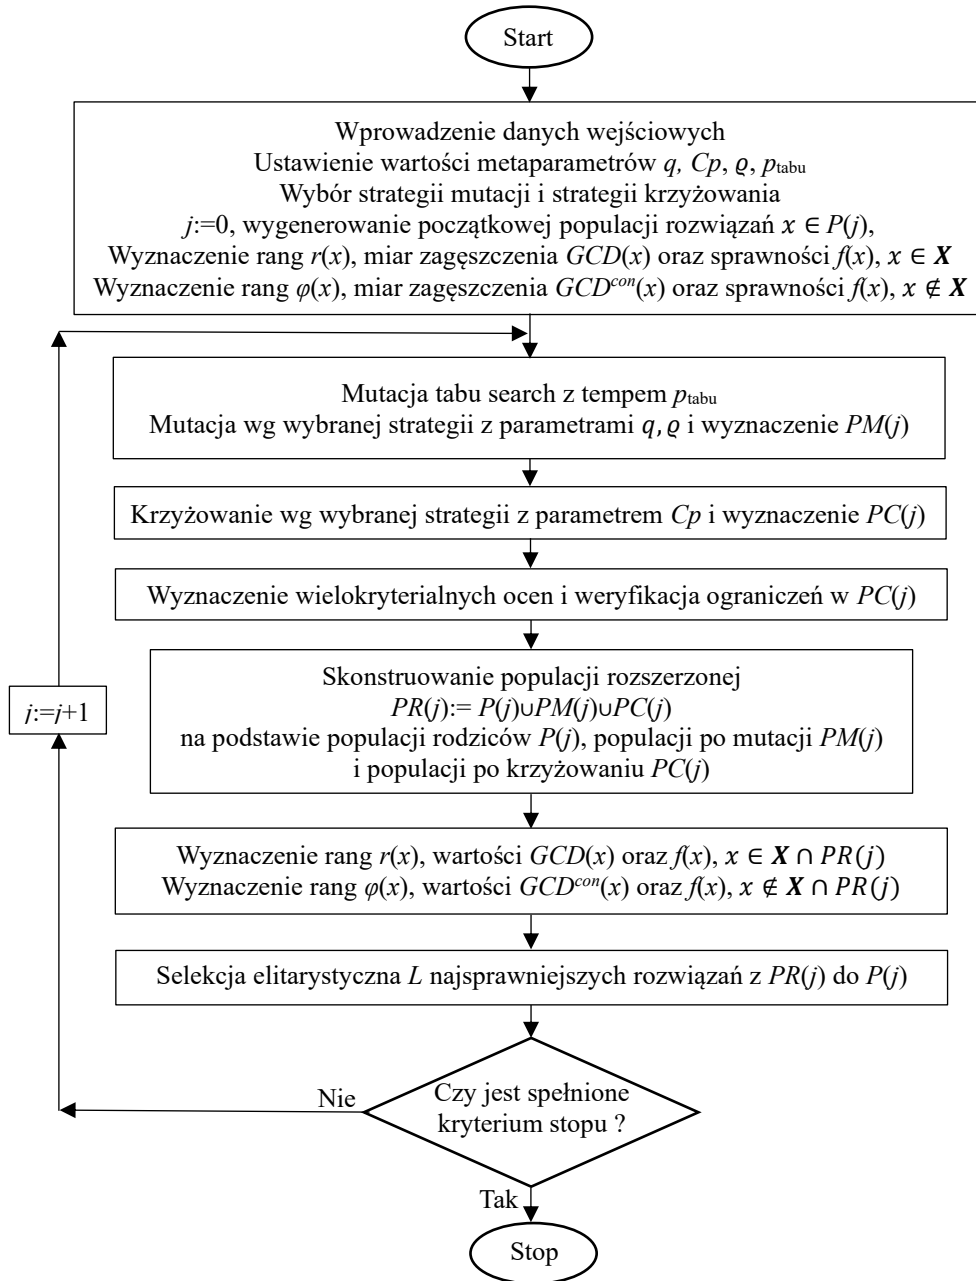 Start
Wprowadzenie danych wejściowych
Ustawienie wartości metaparametrów q, Cp, ϱ, ptabu
Wybór strategii mutacji i strategii krzyżowania
j:=0, wygenerowanie początkowej populacji rozwiązań x ∈ P(j),
Wyznaczenie rang r(x), miar zagęszczenia GCD(x) oraz sprawności f(x), x ∈ X
Wyznaczenie rang φ(x), miar zagęszczenia GCDcon(x) oraz sprawności f(x), x ∉ X
Mutacja tabu search z tempem ptabu
Mutacja wg wybranej strategii z parametrami q, ϱ i wyznaczenie PM(j)
Krzyżowanie wg wybranej strategii z parametrem Cp i wyznaczenie PC(j)
Wyznaczenie wielokryterialnych ocen i weryfikacja ograniczeń w PC(j)
Skonstruowanie populacji rozszerzonej
PR(j):= P(j)∪PM(j)∪PC(j)
na podstawie populacji rodziców P(j), populacji po mutacji PM(j)
i populacji po krzyżowaniu PC(j)
j:=j+1
Wyznaczenie rang r(x), wartości GCD(x) oraz f(x), x ∈ X ∩ PR(j)
Wyznaczenie rang φ(x), wartości GCDcon(x) oraz f(x), x ∉ X ∩ PR(j)
Selekcja elitarystyczna L najsprawniejszych rozwiązań z PR(j) do P(j)
Czy jest spełnione
kryterium stopu ?
Nie
Tak
Stop